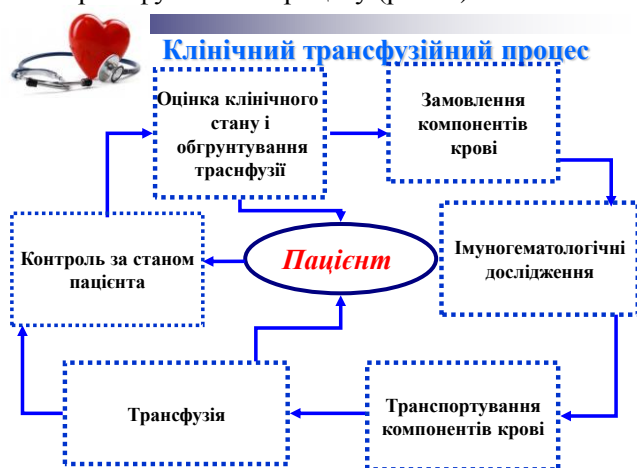 Клінічний трансфузійний процес
Оцінка клінічного
стану і
обгрунтування
траснфузії
Замовлення
компонентів
крові
Контроль за станом
пацієнта
Пацієнт
Імуногематологічні
дослідження
Трансфузія
Транспортування
компонентів крові